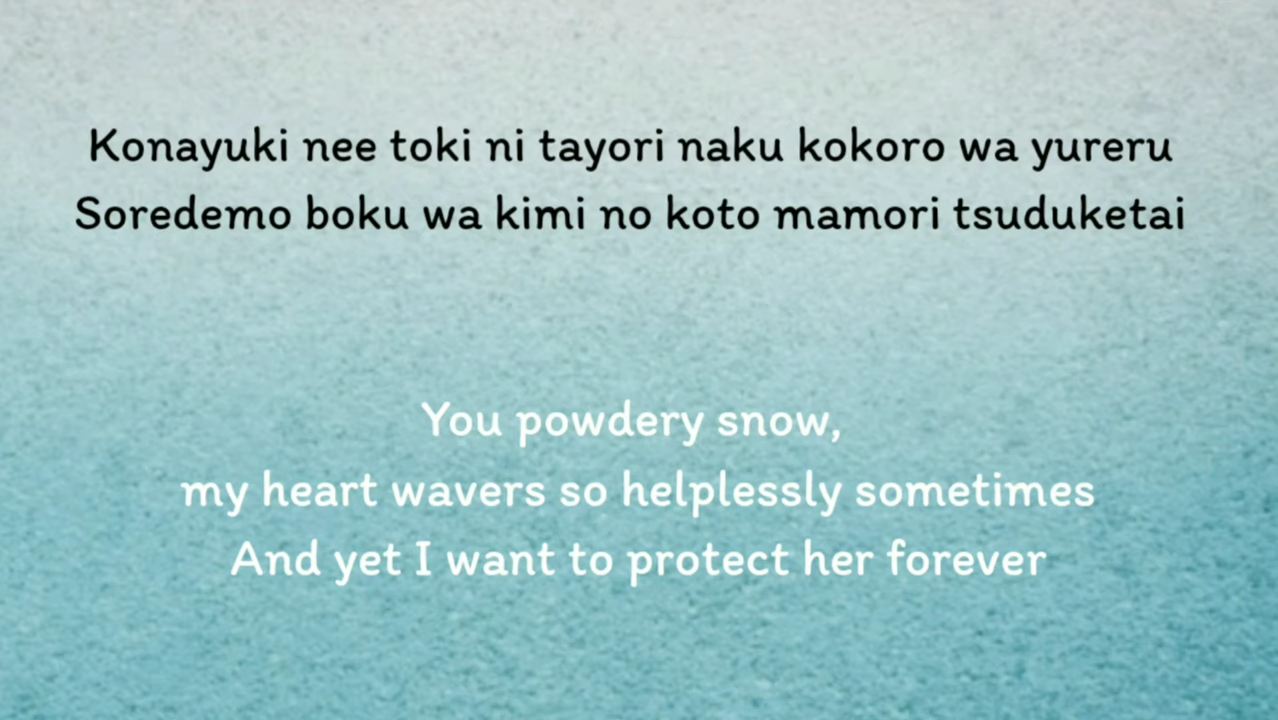 Konayuki nee toki ni tayori naku kokoro wa yureru
Soredemo boku wa kimi no koto mamori tsuduketai
You powdery snow,
my heart wavers so helplessly sometimes
And yet I want to protect her forever